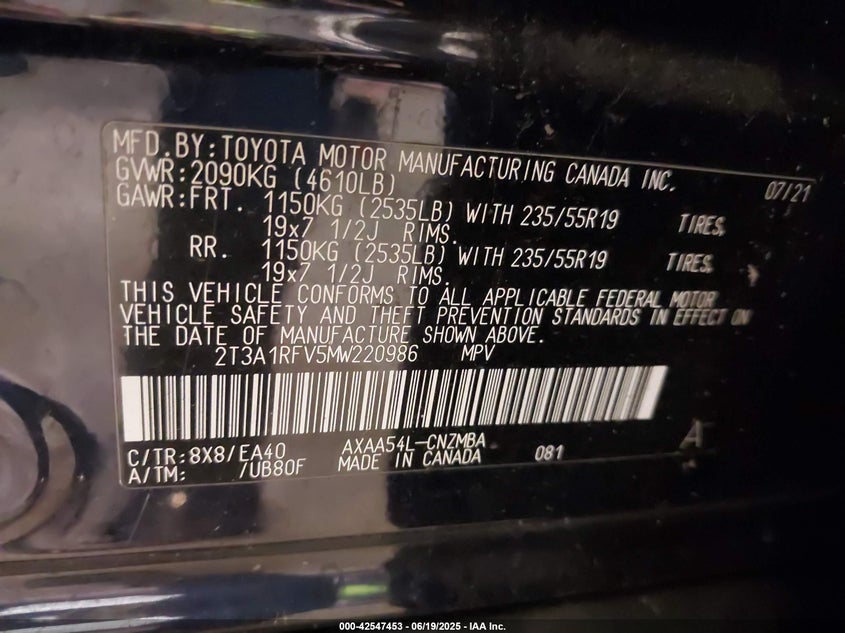 MFD.BY:TOYOTA MOTOR MANUFACTURING CANADA INC. 07/21
GVWR:2090KG (4610LB)
GAWR:FRT. 1150KG (2535LB) WITH 235/55R19 TIRES,
19x7 1/2J RIMS.
RR. 1150KG (2535LB) WITH 235/55R19 TIRES,
19x7 1/2J RIMS.
THIS VEHICLE CONFORMS TO ALL APPLICABLE FEDERAL MOTOR
VEHICLE SAFETY AND THEFT PREVENTION STANDARDS IN EFFECT ON
THE DATE OF MANUFACTURE SHOWN ABOVE.
2T3A1RFV5MW220986 MPV
C/TR:8X8/EA40 AXAA54L-CNZMBA A
A/TM: /UB80F MADE IN CANADA 081
000-42547453 - 06/19/2025 - IAA Inc.